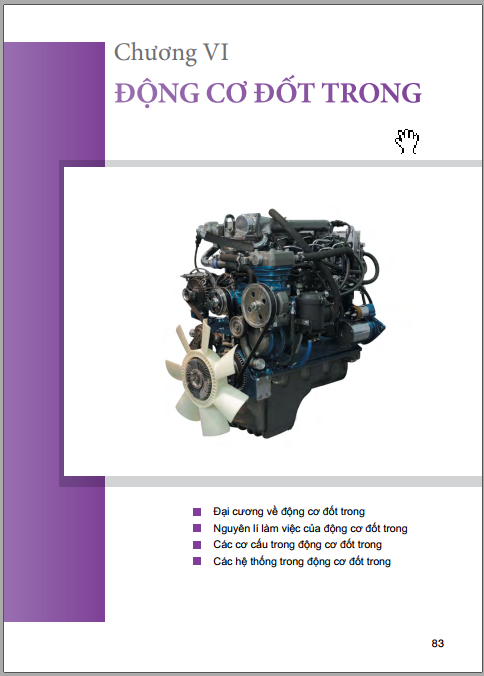 Chương VI
ĐỘNG CƠ ĐỐT TRONG
Đại cương về động cơ đốt trong
Nguyên lí làm việc của động cơ đốt trong
Các cơ cấu trong động cơ đốt trong
Các hệ thống trong động cơ đốt trong
83